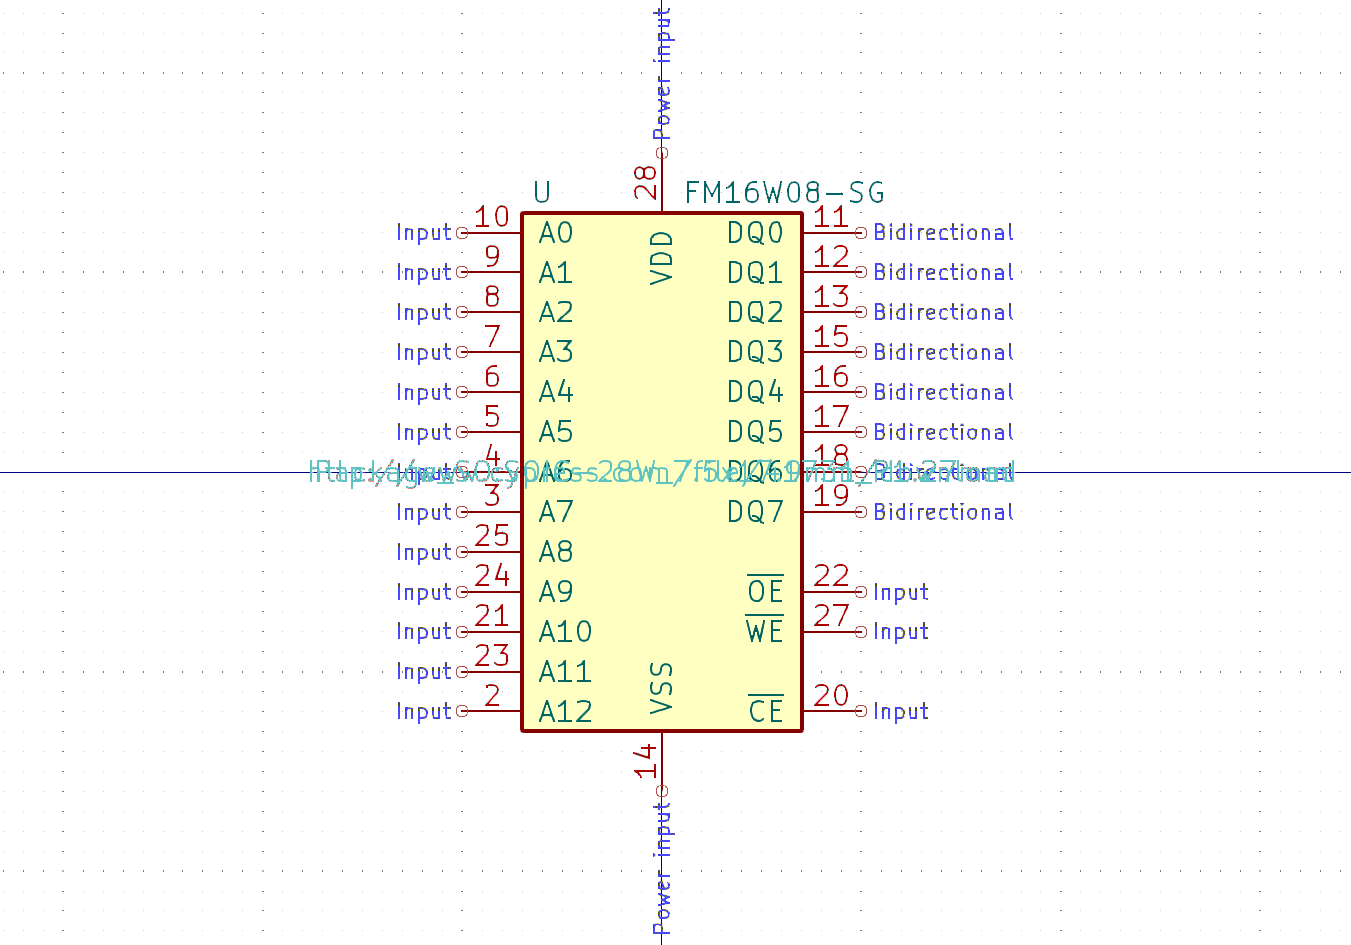 Power input
28
U FM16W08-SG
Input 10 A0 VDD DQ0 11 Bidirectional
Input 9 A1 DQ1 12 Bidirectional
Input 8 A2 DQ2 13 Bidirectional
Input 7 A3 DQ3 15 Bidirectional
Input 6 A4 DQ4 16 Bidirectional
Input 5 A5 DQ5 17 Bidirectional
Input 4 A6 DQ6 18 Bidirectional
Input 3 A7 DQ7 19 Bidirectional
Input 25 A8
Input 24 A9 OE 22 Input
Input 21 A10 WE 27 Input
Input 23 A11 VSS
Input 2 A12 CE 20 Input
14
Power input